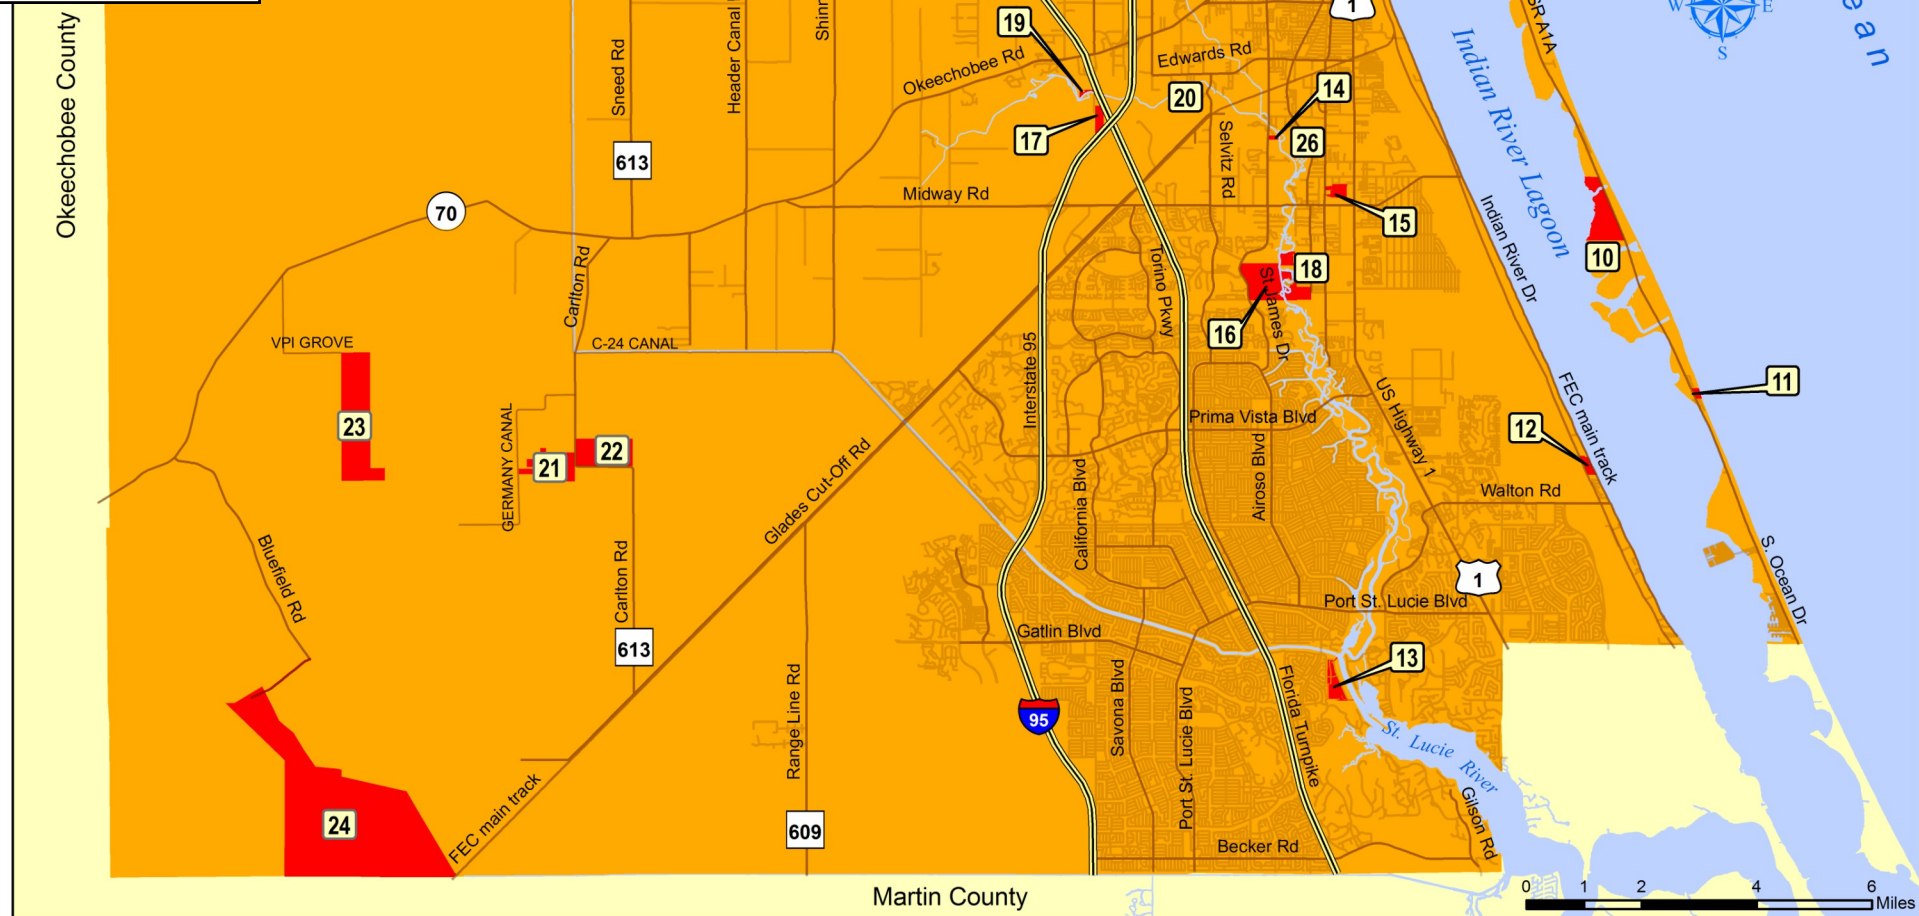 Okeechobee County
Sneed Rd
Header Canal
Shinn
19
Okeechobee Rd
17
Edwards Rd
20
14
26
1
SR A1A
W E
S
ean
Indian River Lagoon
613
70
Midway Rd
Selvitz Rd
15
10
Indian River Dr
Carlton Rd
Torino Pkwy
18
St James Dr
16
VPI GROVE
C-24 CANAL
Interstate 95
11
US Highway 1
FEC main track
12
23
GERMANY CANAL
21
22
Glades Cut-Off Rd
Prima Vista Blvd
California Blvd
Airoso Blvd
Walton Rd
Bluefield Rd
Carlton Rd
1
S. Ocean Dr
Port St. Lucie Blvd
Gatlin Blvd
613
13
Range Line Rd
95
Savona Blvd
Port St. Lucie Blvd
Florida Turnpike
St. Lucie River
Gilson Rd
24
FEC main track
609
Becker Rd
Martin County
0 1 2 4 6
Miles